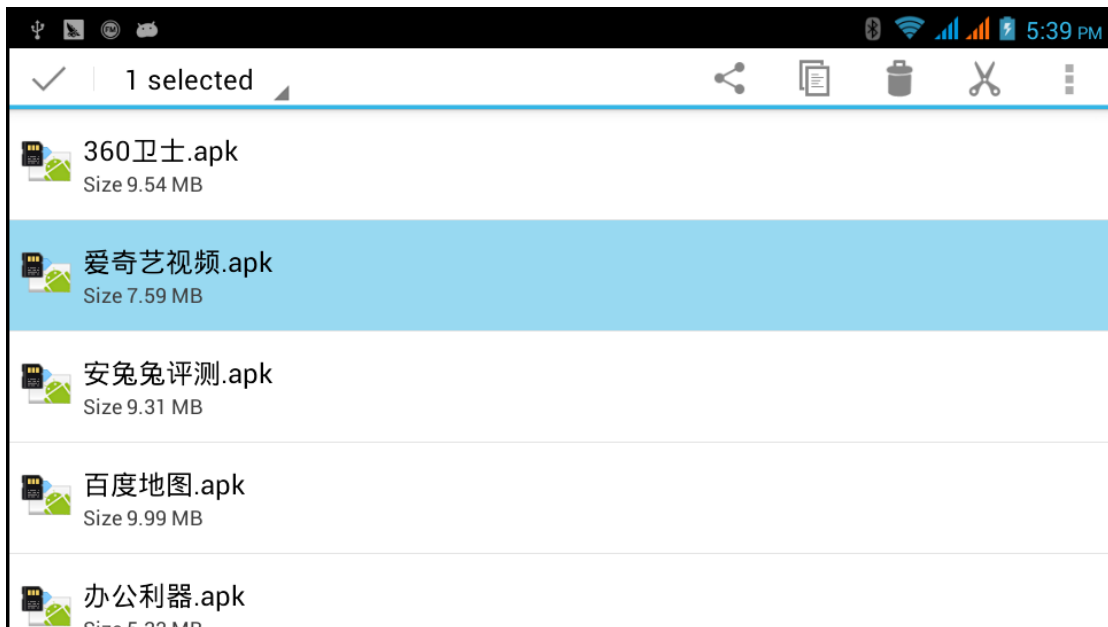 5:39 PM
1 selected
360卫士.apk
Size 9.54 MB
爱奇艺视频.apk
Size 7.59 MB
安兔兔评测.apk
Size 9.31 MB
百度地图.apk
Size 9.99 MB
办公利器.apk